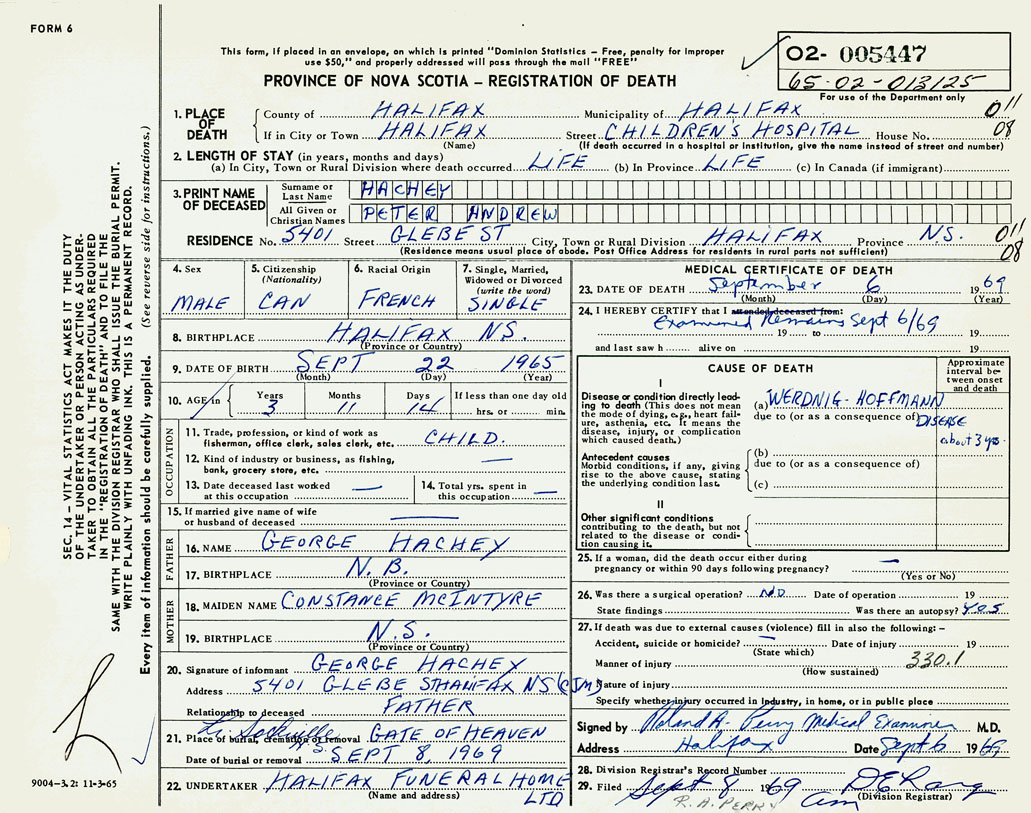 FORM 6
This form, if placed in an envelope, on which is printed "Dominion Statistics – Free, penalty for improper
use $50," and properly addressed will pass through the mail "FREE"
02- 005447
65-02-013125
For use of the Department only
PROVINCE OF NOVA SCOTIA – REGISTRATION OF DEATH
1. PLACE OF DEATH
County of HALIFAX Municipality of HALIFAX 011
If in City or Town HALIFAX Street CHILDREN'S HOSPITAL House No. 08
(Name) (If death occurred in a hospital or institution, give the name instead of street and number)
2. LENGTH OF STAY (in years, months and days)
(a) In City, Town or Rural Division where death occurred LIFE (b) In Province LIFE (c) In Canada (if immigrant)
3. PRINT NAME OF DECEASED
Surname or Last Name HACHEY
All Given or Christian Names PETER ANDREW
RESIDENCE No. 5401 Street GLEBE ST City, Town or Rural Division HALIFAX Province N.S. 011
(Residence means usual place of abode. Post Office Address for residents in rural parts not sufficient) 08
4. Sex MALE
5. Citizenship (Nationality) CAN
6. Racial Origin FRENCH
7. Single, Married, Widowed or Divorced (write the word) SINGLE
8. BIRTHPLACE HALIFAX NS.
(Province or Country)
9. DATE OF BIRTH SEPT 22 1965
(Month) (Day) (Year)
10. AGE in Years 3 Months 11 Days 14 If less than one day old hrs. or min.
OCCUPATION
11. Trade, profession, or kind of work as
fisherman, office clerk, sales clerk, etc. CHILD.
12. Kind of industry or business, as fishing,
bank, grocery store, etc. —
13. Date deceased last worked
at this occupation —
14. Total yrs. spent in
this occupation —
15. If married give name of wife
or husband of deceased —
FATHER
16. NAME GEORGE HACHEY
17. BIRTHPLACE N.B.
(Province or Country)
MOTHER
18. MAIDEN NAME CONSTANCE McINTYRE
19. BIRTHPLACE N.S.
(Province or Country)
20. Signature of informant GEORGE HACHEY
Address 5401 GLEBE ST HALIFAX NS (CJM)
Relationship to deceased FATHER
21. Place of burial, cremation or removal GATE OF HEAVEN
Date of burial or removal SEPT 8, 1969
22. UNDERTAKER HALIFAX FUNERAL HOME
(Name and address) LTD
MEDICAL CERTIFICATE OF DEATH
23. DATE OF DEATH September 6 1969
(Month) (Day) (Year)
24. I HEREBY CERTIFY that I attended deceased from:
Examined Remains Sept 6/69
19 to 19
and last saw h alive on 19
CAUSE OF DEATH
Approximate interval between onset and death
I
Disease or condition directly leading to death (This does not mean the mode of dying, e.g., heart failure, asthenia, etc. It means the disease, injury, or complication which caused death.)
(a) WERDNIG-HOFFMANN
due to (or as a consequence of) DISEASE
about 3 yrs.
Antecedent causes
Morbid conditions, if any, giving rise to the above cause, stating the underlying condition last.
(b)
due to (or as a consequence of)
(c)
II
Other significant conditions
contributing to the death, but not related to the disease or condition causing it.
25. If a woman, did the death occur either during
pregnancy or within 90 days following pregnancy? —
(Yes or No)
26. Was there a surgical operation? NO Date of operation 19
State findings Was there an autopsy? Yes
27. If death was due to external causes (violence) fill in also the following: –
Accident, suicide or homicide? — Date of injury 19
(State which)
Manner of injury 330.1
(How sustained)
Nature of injury
Specify whether injury occurred in Industry, in home, or in public place
Signed by Roland A. Perry Medical Examiner M.D.
Address Halifax Date Sept 6 1969
28. Division Registrar's Record Number
29. Filed Sept 8 1969
(Division Registrar)
R. A. PERRY
SEC. 14 – VITAL STATISTICS ACT MAKES IT THE DUTY
OF THE UNDERTAKER OR PERSON ACTING AS UNDER-
TAKER TO OBTAIN ALL THE PARTICULARS REQUIRED
IN THE "REGISTRATION OF DEATH" AND TO FILE THE
SAME WITH THE DIVISION REGISTRAR WHO SHALL ISSUE THE BURIAL PERMIT.
WRITE PLAINLY WITH UNFADING INK. THIS IS A PERMANENT RECORD.
Every item of information should be carefully supplied. (See reverse side for instructions.)
9004–3.2: 11-3-65